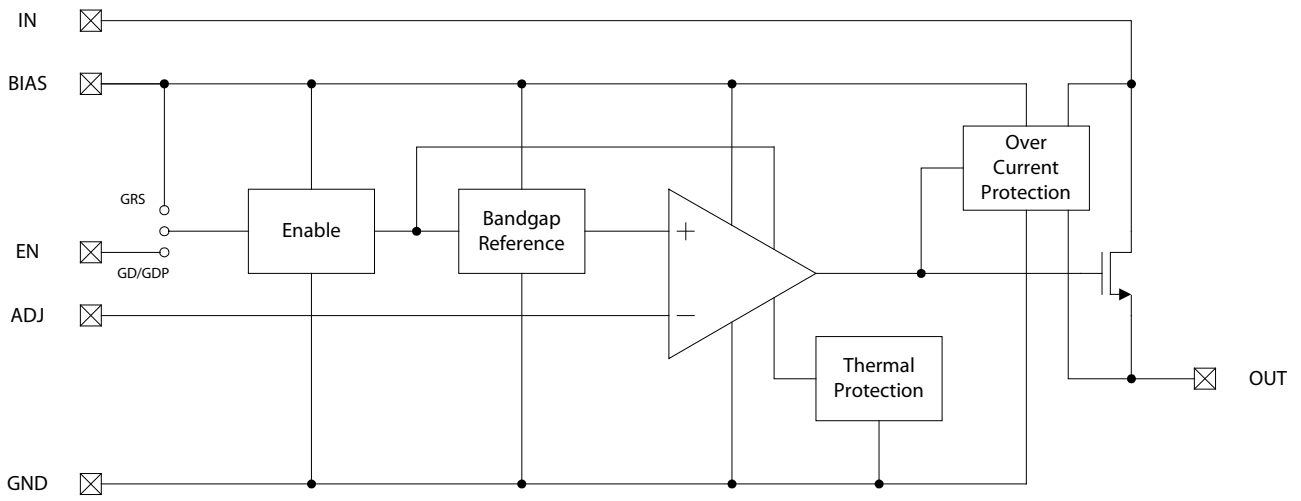 IN
BIAS
Over
Current
Protection
GRS
Enable
Bandgap
Reference
+
EN
GD/GDP
ADJ
−
Thermal
Protection
OUT
GND